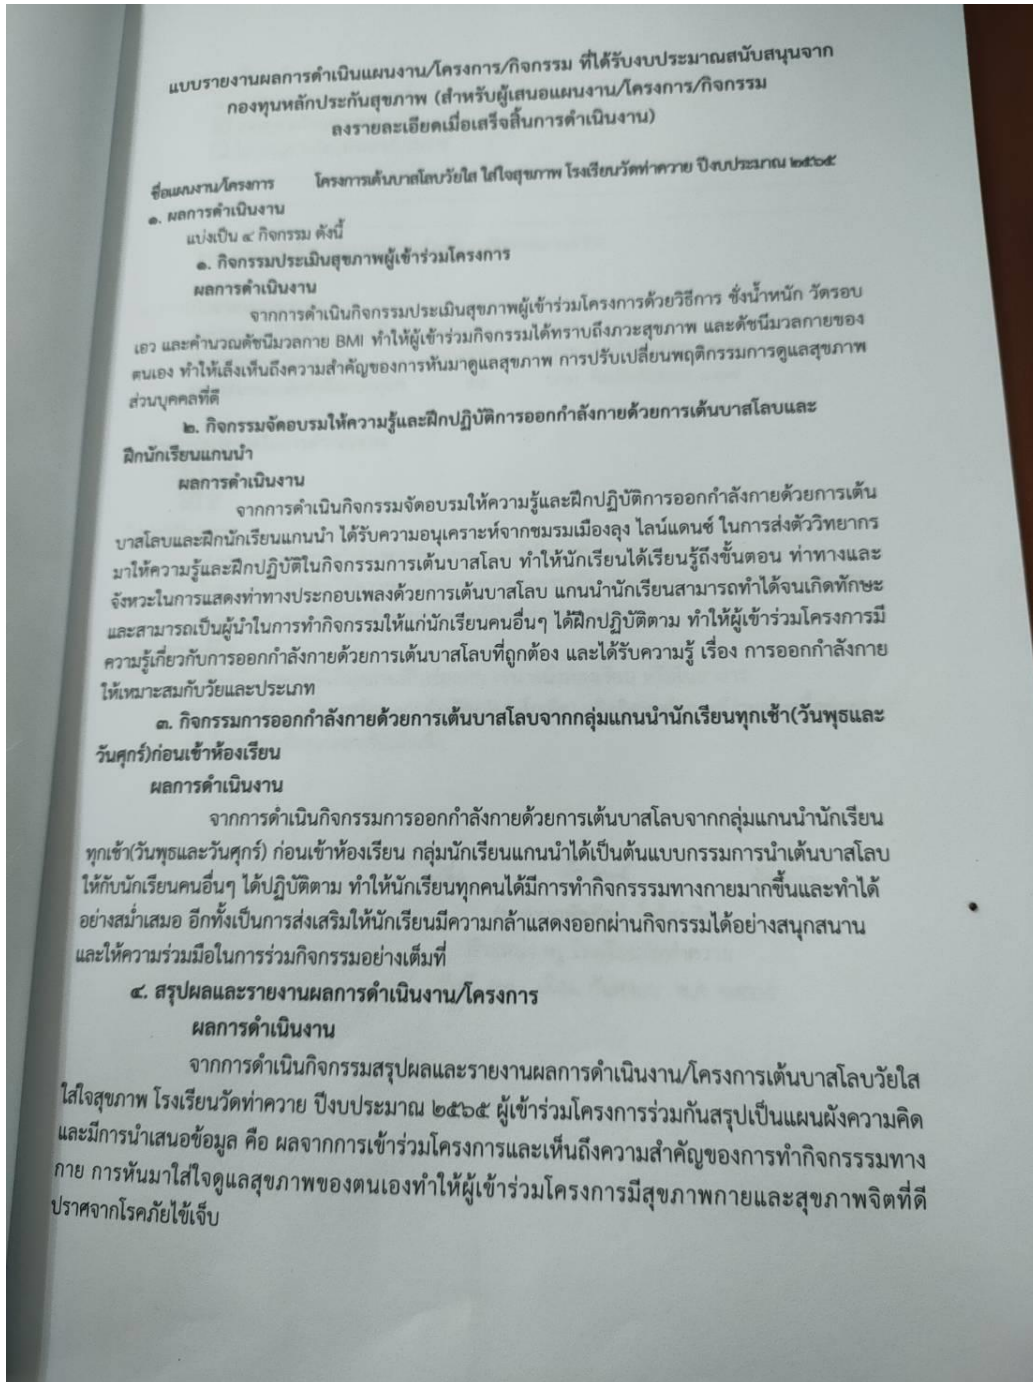 แบบรายงานผลการดำเนินแผนงาน/โครงการ/กิจกรรม ที่ได้รับงบประมาณสนับสนุนจาก
กองทุนหลักประกันสุขภาพ (สำหรับผู้เสนอแผนงาน/โครงการ/กิจกรรม
ลงรายละเอียดเมื่อเสร็จสิ้นการดำเนินงาน)
ชื่อแผนงาน/โครงการ โครงการเต้นบาสโลบวัยใส ใส่ใจสุขภาพ โรงเรียนวัดท่าควาย ปีงบประมาณ ๒๕๖๕
๑. ผลการดำเนินงาน
แบ่งเป็น ๔ กิจกรรม ดังนี้
๑. กิจกรรมประเมินสุขภาพผู้เข้าร่วมโครงการ
ผลการดำเนินงาน
จากการดำเนินกิจกรรมประเมินสุขภาพผู้เข้าร่วมโครงการด้วยวิธีการ ชั่งน้ำหนัก วัดรอบ
เอว และคำนวณดัชนีมวลกาย BMI ทำให้ผู้เข้าร่วมกิจกรรมได้ทราบถึงภวะสุขภาพ และดัชนีมวลกายของ
ตนเอง ทำให้เล็งเห็นถึงความสำคัญของการหันมาดูแลสุขภาพ การปรับเปลี่ยนพฤติกรรมการดูแลสุขภาพ
ส่วนบุคคลที่ดี
๒. กิจกรรมจัดอบรมให้ความรู้และฝึกปฏิบัติการออกกำลังกายด้วยการเต้นบาสโลบและ
ฝึกนักเรียนแกนนำ
ผลการดำเนินงาน
จากการดำเนินกิจกรรมจัดอบรมให้ความรู้และฝึกปฏิบัติการออกกำลังกายด้วยการเต้น
บาสโลบและฝึกนักเรียนแกนนำ ได้รับความอนุเคราะห์จากชมรมเมืองลุง ไลน์แดนซ์ ในการส่งตัววิทยากร
มาให้ความรู้และฝึกปฏิบัติในกิจกรรมการเต้นบาสโลบ ทำให้นักเรียนได้เรียนรู้ถึงขั้นตอน ท่าทางและ
จังหวะในการแสดงท่าทางประกอบเพลงด้วยการเต้นบาสโลบ แกนนำนักเรียนสามารถทำได้จนเกิดทักษะ
และสามารถเป็นผู้นำในการทำกิจกรรมให้แก่นักเรียนคนอื่นๆ ได้ฝึกปฏิบัติตาม ทำให้ผู้เข้าร่วมโครงการมี
ความรู้เกี่ยวกับการออกกำลังกายด้วยการเต้นบาสโลบที่ถูกต้อง และได้รับความรู้ เรื่อง การออกกำลังกาย
ให้เหมาะสมกับวัยและประเภท
๓. กิจกรรมการออกกำลังกายด้วยการเต้นบาสโลบจากกลุ่มแกนนำนักเรียนทุกเช้า(วันพุธและ
วันศุกร์)ก่อนเข้าห้องเรียน
ผลการดำเนินงาน
จากการดำเนินกิจกรรมการออกกำลังกายด้วยการเต้นบาสโลบจากกลุ่มแกนนำนักเรียน
ทุกเช้า(วันพุธและวันศุกร์) ก่อนเข้าห้องเรียน กลุ่มนักเรียนแกนนำได้เป็นต้นแบบกรรมการนำเต้นบาสโลบ
ให้กับนักเรียนคนอื่นๆ ได้ปฏิบัติตาม ทำให้นักเรียนทุกคนได้มีการทำกิจกรรรมทางกายมากขึ้นและทำได้
อย่างสม่ำเสมอ อีกทั้งเป็นการส่งเสริมให้นักเรียนมีความกล้าแสดงออกผ่านกิจกรรมได้อย่างสนุกสนาน
และให้ความร่วมมือในการร่วมกิจกรรมอย่างเต็มที่
๔. สรุปผลและรายงานผลการดำเนินงาน/โครงการ
ผลการดำเนินงาน
จากการดำเนินกิจกรรมสรุปผลและรายงานผลการดำเนินงาน/โครงการเต้นบาสโลบวัยใส
ใส่ใจสุขภาพ โรงเรียนวัดท่าควาย ปีงบประมาณ ๒๕๖๕ ผู้เข้าร่วมโครงการร่วมกันสรุปเป็นแผนผังความคิด
และมีการนำเสนอข้อมูล คือ ผลจากการเข้าร่วมโครงการและเห็นถึงความสำคัญของการทำกิจกรรรมทาง
กาย การหันมาใส่ใจดูแลสุขภาพของตนเองทำให้ผู้เข้าร่วมโครงการมีสุขภาพกายและสุขภาพจิตที่ดี
ปราศจากโรคภัยไข้เจ็บ